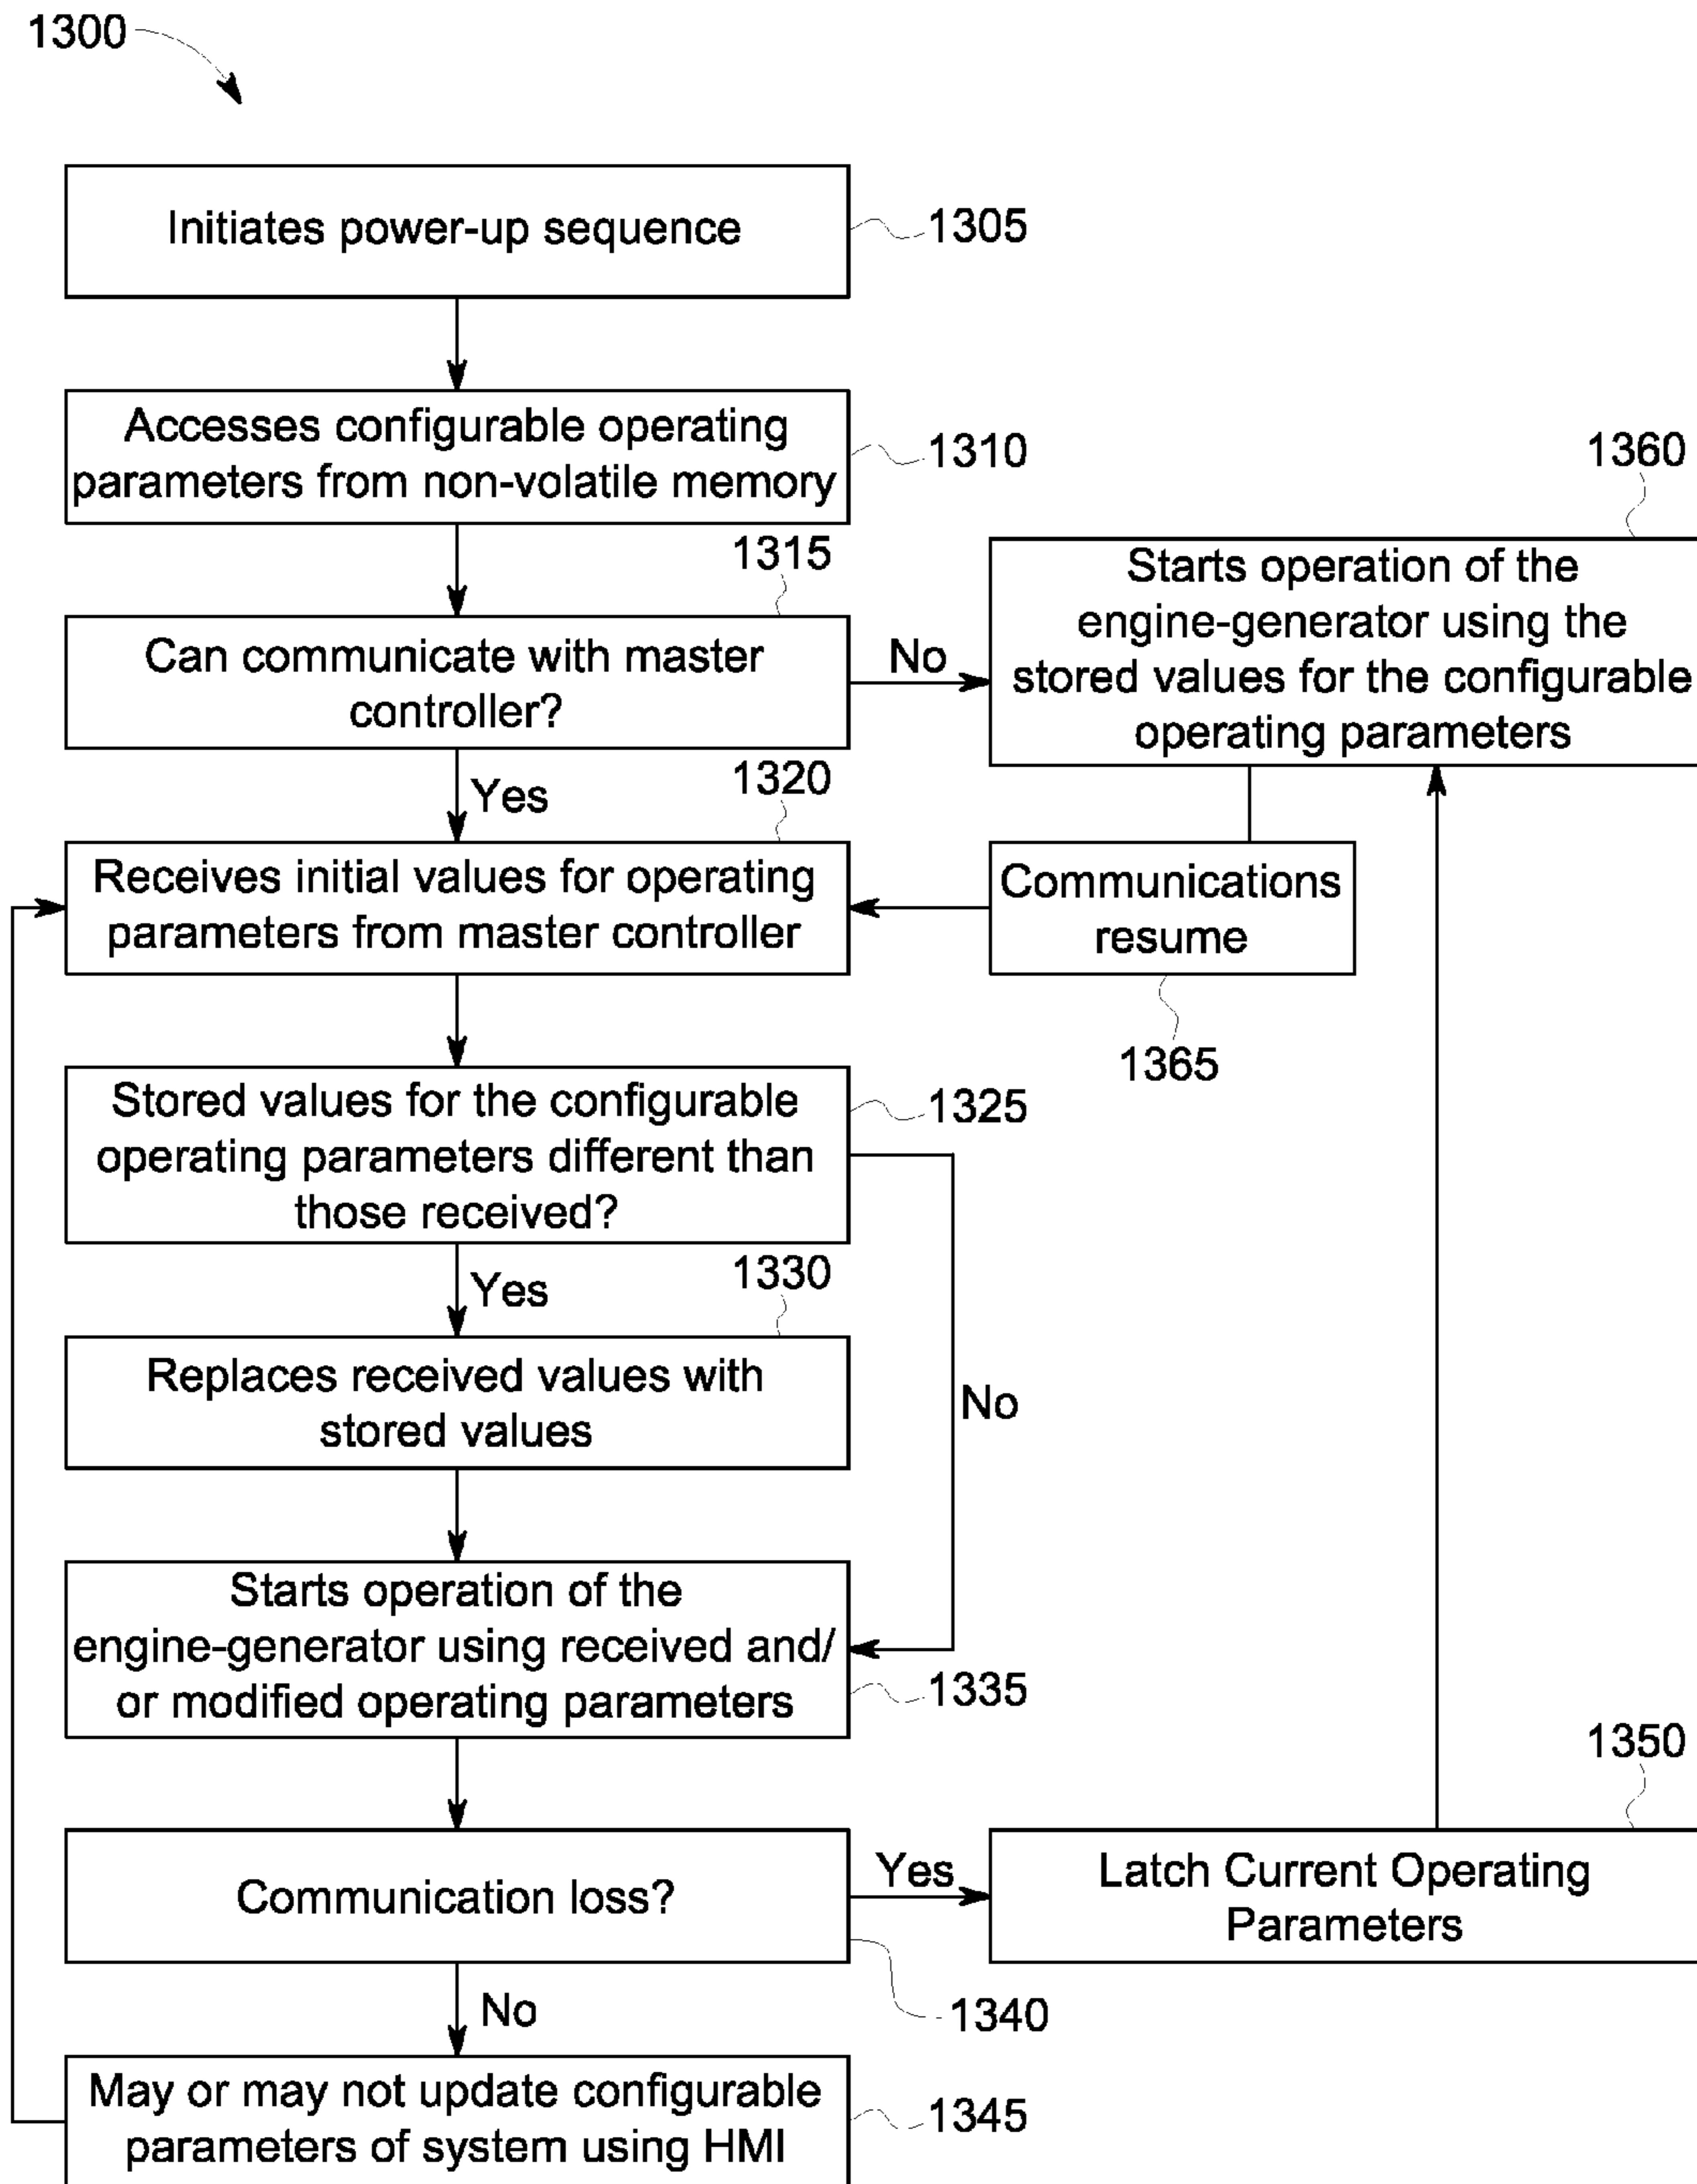 1300
Initiates power-up sequence
1305
Accesses configurable operating
parameters from non-volatile memory
1310
1315
Can communicate with master
controller?
No
1360
Starts operation of the
engine-generator using the
stored values for the configurable
operating parameters
Yes
1320
Receives initial values for operating
parameters from master controller
Communications
resume
1365
Stored values for the configurable
operating parameters different than
those received?
1325
Yes
1330
No
Replaces received values with
stored values
Starts operation of the
engine-generator using received and/
or modified operating parameters
1335
Communication loss?
Yes
1350
Latch Current Operating
Parameters
1340
No
May or may not update configurable
parameters of system using HMI
1345